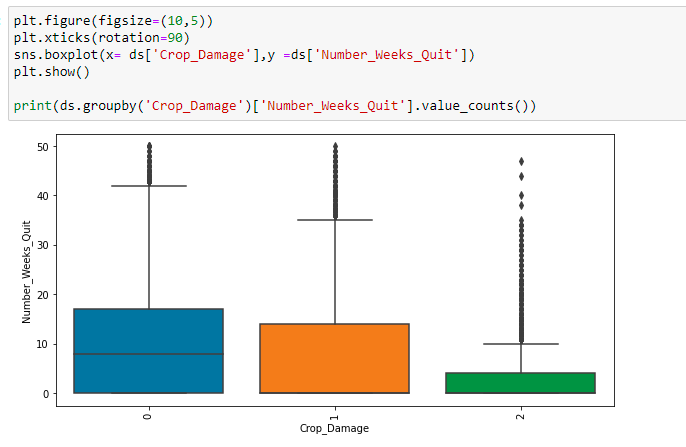 plt.figure(figsize=(10,5))
plt.xticks(rotation=90)
sns.boxplot(x= ds['Crop_Damage'],y =ds['Number_Weeks_Quit'])
plt.show()
print(ds.groupby('Crop_Damage')['Number_Weeks_Quit'].value_counts())
50
40
30
20
10
0
Number_Weeks_Quit
0
1
2
Crop_Damage